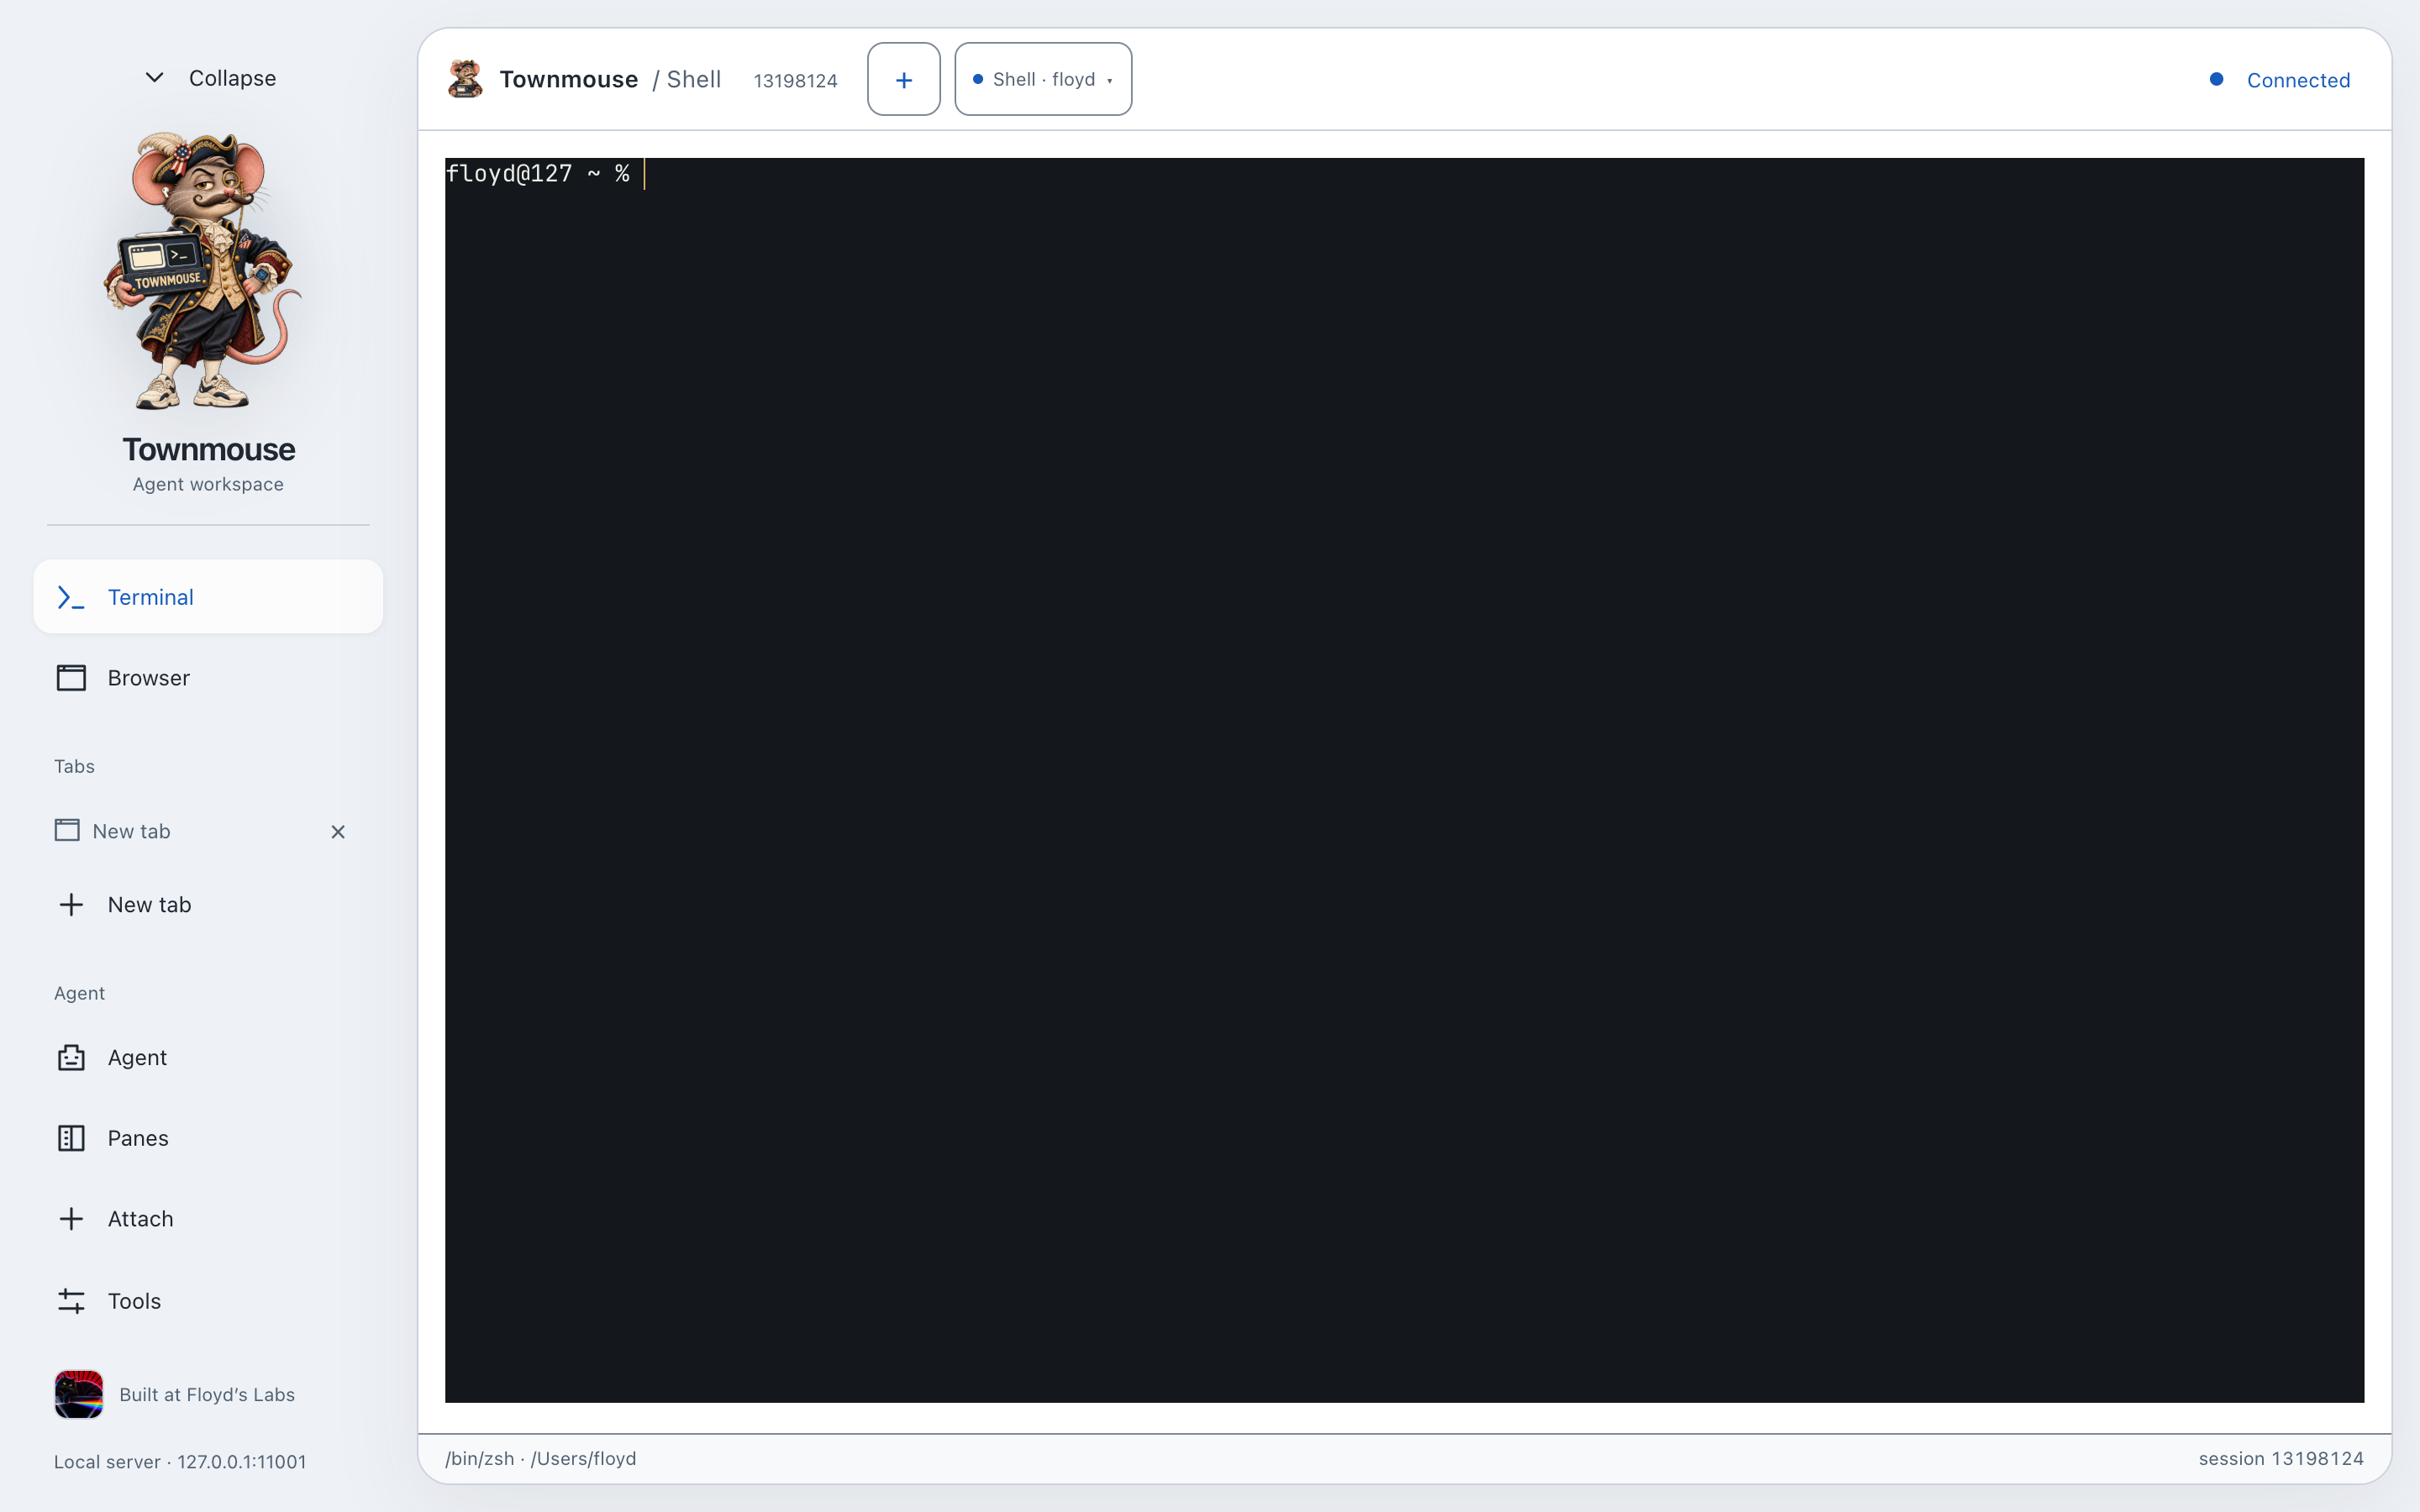 Collapse
TOWNMOUSE
Townmouse
Agent workspace
Terminal
Browser
Tabs
New tab
New tab
Agent
Agent
Panes
Attach
Tools
Built at Floyd’s Labs
Local server · 127.0.0.1:11001
Townmouse / Shell 13198124 + Shell · floyd ▾ Connected
floyd@127 ~ %
/bin/zsh · /Users/floyd session 13198124